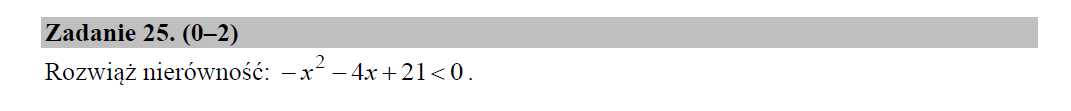 Zadanie 25. (0–2)
Rozwiąż nierówność: −x² − 4x + 21 < 0.